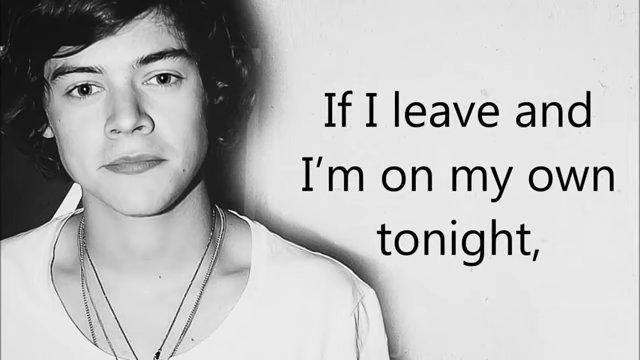 If I leave and
I’m on my own
tonight,